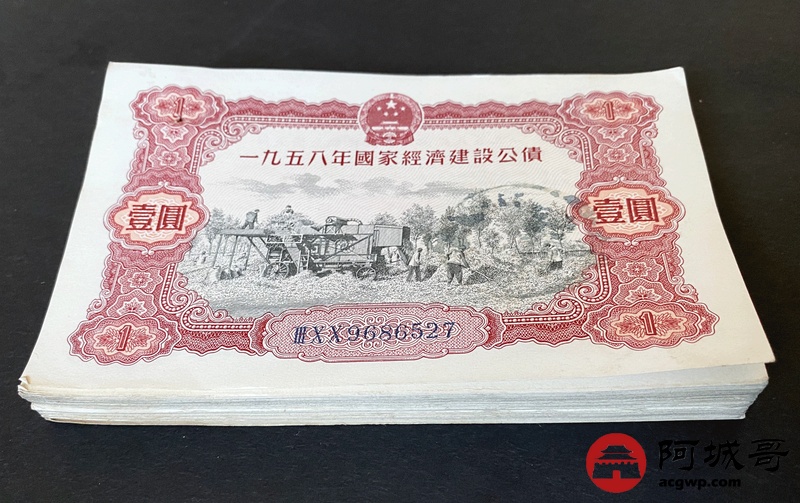 1 1
一九五八年國家經濟建設公債
壹圓 壹圓
ⅢXX9686527
1 1
阿城哥
acgwp.com